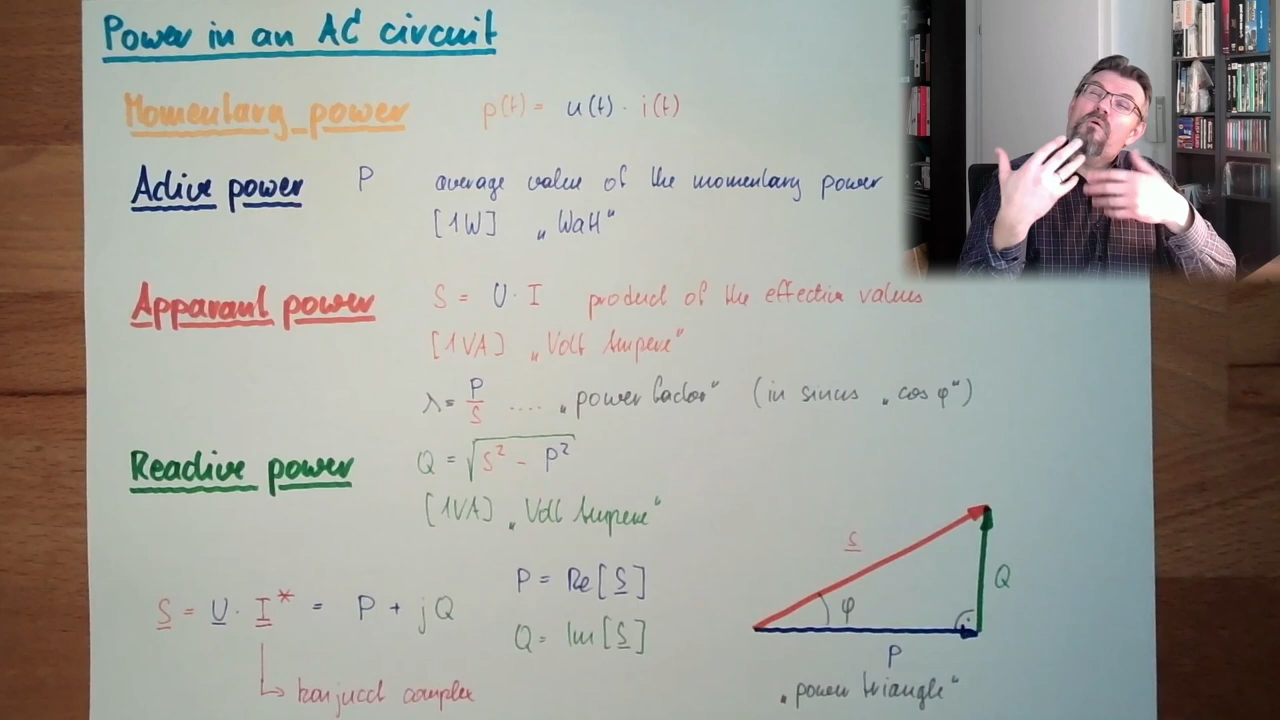 Power in an AC circuit
Momentary power p(t) = u(t) · i(t)
Active power P average value of the momentary power
[1W] „Watt“
Apparant power S = U · I product of the effective values
[1VA] „Volt Ampere“
λ = P/S .... „power factor“ (in sinus „cos φ“)
Reactive power Q = √(S² - P²)
[1VA] „Volt Ampere“
S = U · I* = P + jQ
P = Re[S]
Q = Im[S]
konjucct complex
S
φ
Q
P
„power triangle“